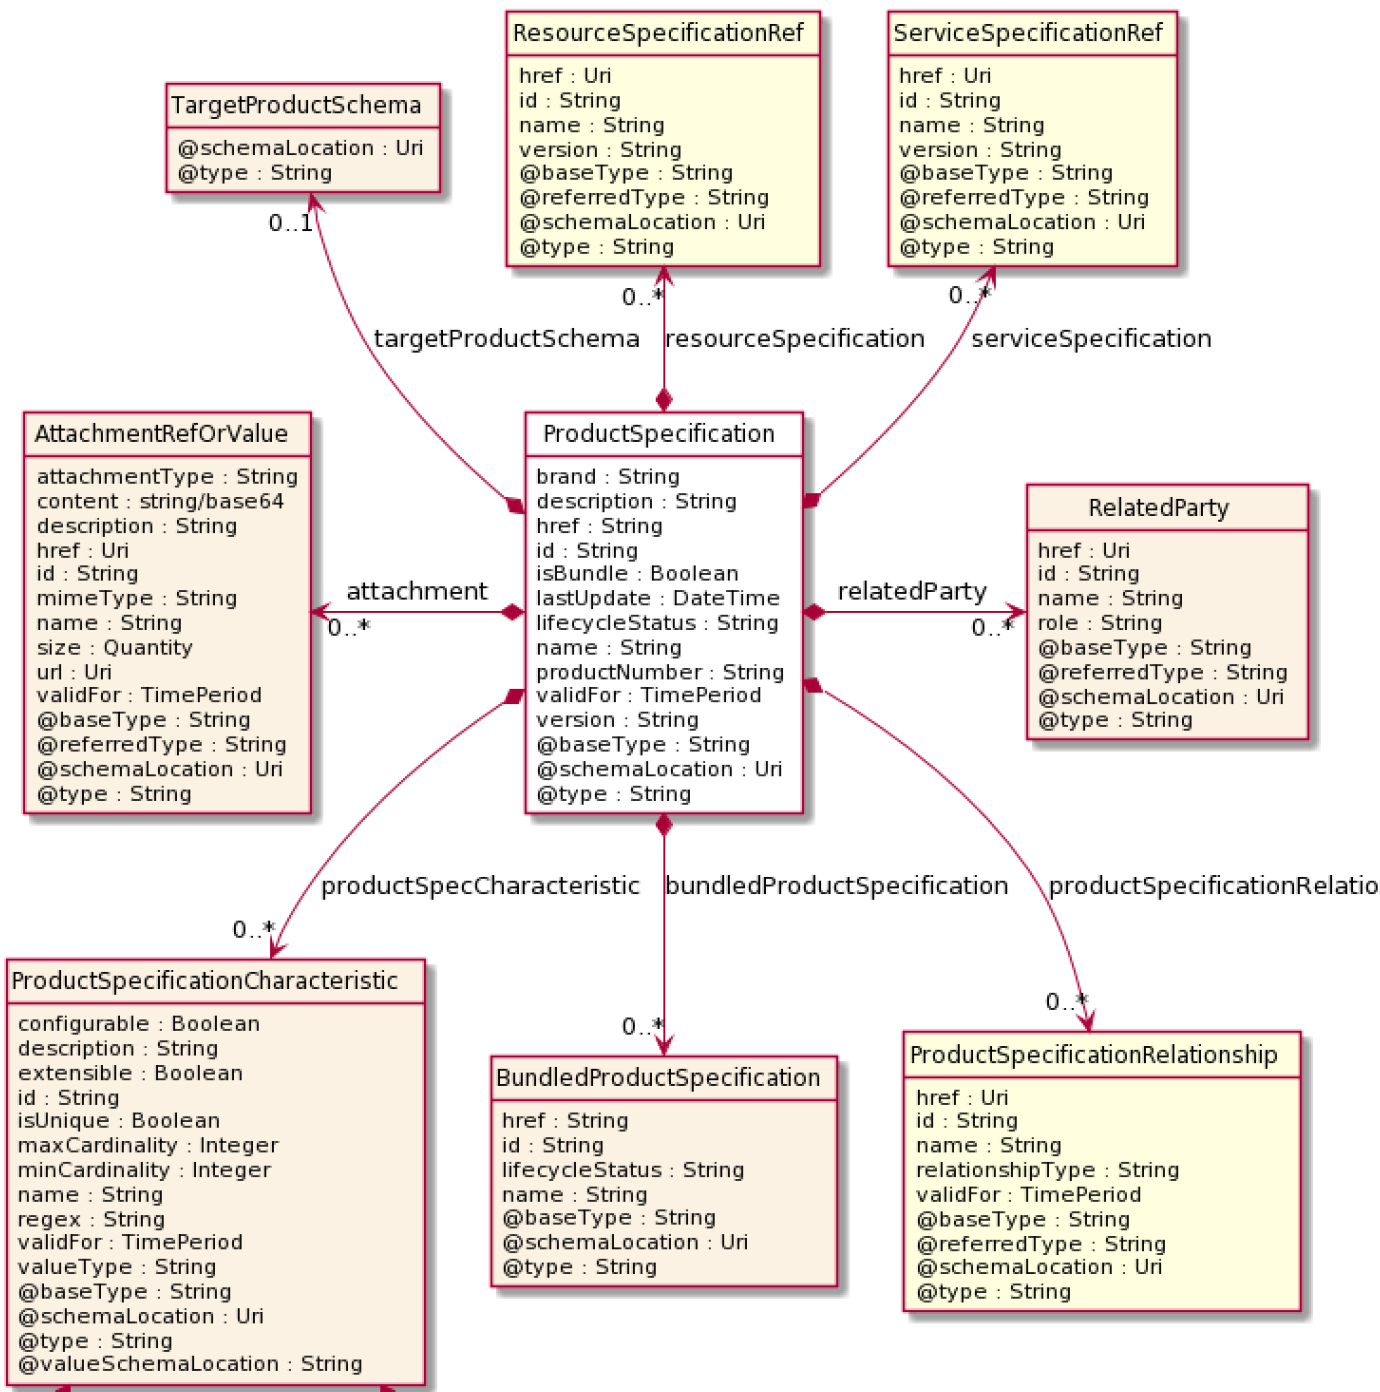 ResourceSpecificationRef
href : Uri
id : String
name : String
version : String
@baseType : String
@referredType : String
@schemaLocation : Uri
@type : String
ServiceSpecificationRef
href : Uri
id : String
name : String
version : String
@baseType : String
@referredType : String
@schemaLocation : Uri
@type : String
TargetProductSchema
@schemaLocation : Uri
@type : String
0..1
0..*
0..*
targetProductSchema
resourceSpecification
serviceSpecification
AttachmentRefOrValue
attachmentType : String
content : string/base64
description : String
href : Uri
id : String
mimeType : String
name : String
size : Quantity
url : Uri
validFor : TimePeriod
@baseType : String
@referredType : String
@schemaLocation : Uri
@type : String
attachment
0..*
ProductSpecification
brand : String
description : String
href : String
id : String
isBundle : Boolean
lastUpdate : DateTime
lifecycleStatus : String
name : String
productNumber : String
validFor : TimePeriod
version : String
@baseType : String
@schemaLocation : Uri
@type : String
relatedParty
0..*
RelatedParty
href : Uri
id : String
name : String
role : String
@baseType : String
@referredType : String
@schemaLocation : Uri
@type : String
productSpecCharacteristic
bundledProductSpecification
productSpecificationRelatio
0..*
0..*
0..*
ProductSpecificationCharacteristic
configurable : Boolean
description : String
extensible : Boolean
id : String
isUnique : Boolean
maxCardinality : Integer
minCardinality : Integer
name : String
regex : String
validFor : TimePeriod
valueType : String
@baseType : String
@schemaLocation : Uri
@type : String
@valueSchemaLocation : String
BundledProductSpecification
href : String
id : String
lifecycleStatus : String
name : String
@baseType : String
@schemaLocation : Uri
@type : String
ProductSpecificationRelationship
href : Uri
id : String
name : String
relationshipType : String
validFor : TimePeriod
@baseType : String
@referredType : String
@schemaLocation : Uri
@type : String